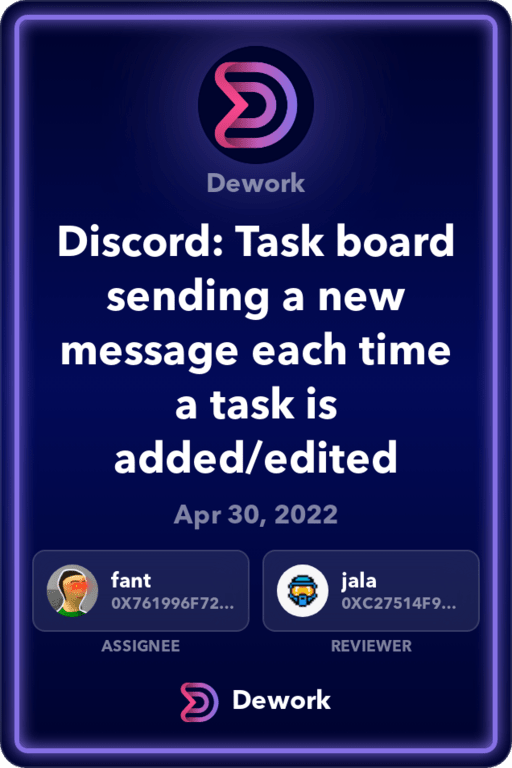 Dework
Discord: Task board
sending a new
message each time
a task is
added/edited
Apr 30, 2022
fant
0X761996F72...
ASSIGNEE
jala
0XC27514F9...
REVIEWER
Dework